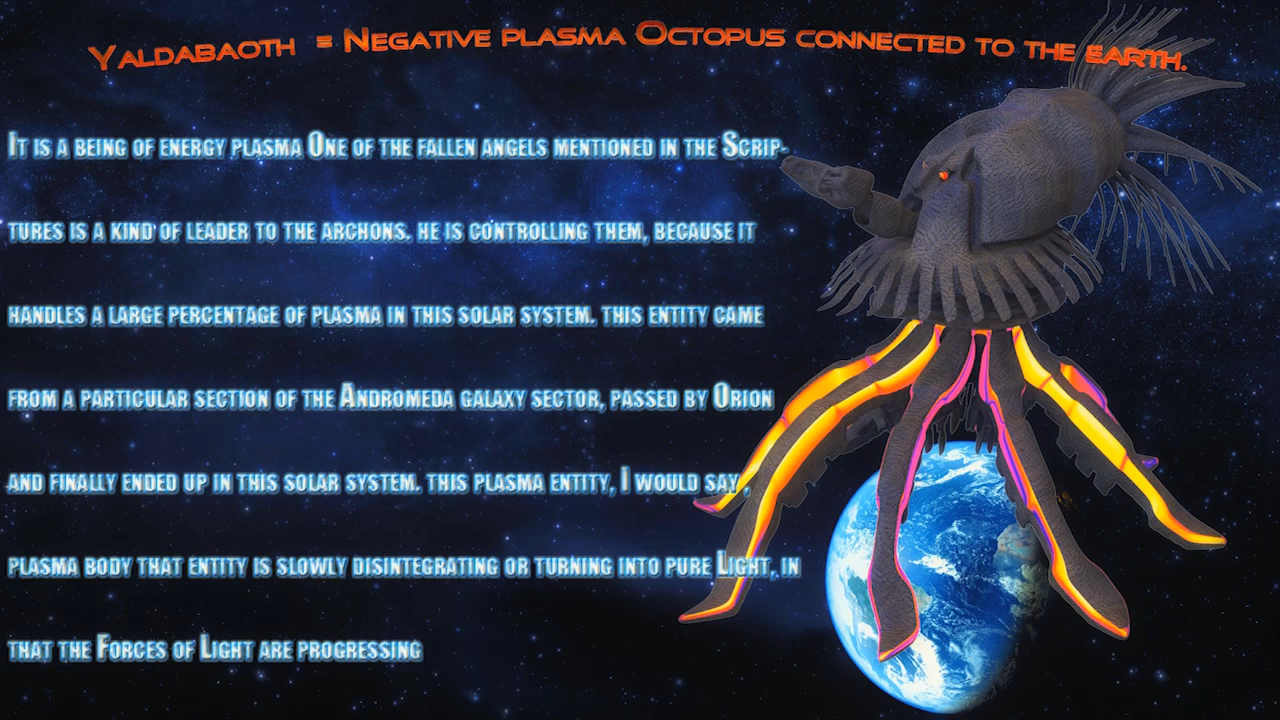 Yaldabaoth = Negative plasma Octopus connected to the earth.
It is a being of energy plasma One of the fallen angels mentioned in the Scrip-
tures is a kind of leader to the archons. he is controlling them, because it
handles a large percentage of plasma in this solar system. this entity came
from a particular section of the Andromeda galaxy sector, passed by Orion
and finally ended up in this solar system. this plasma entity, I would say ,
plasma body that entity is slowly disintegrating or turning into pure Light, in
that the Forces of Light are progressing